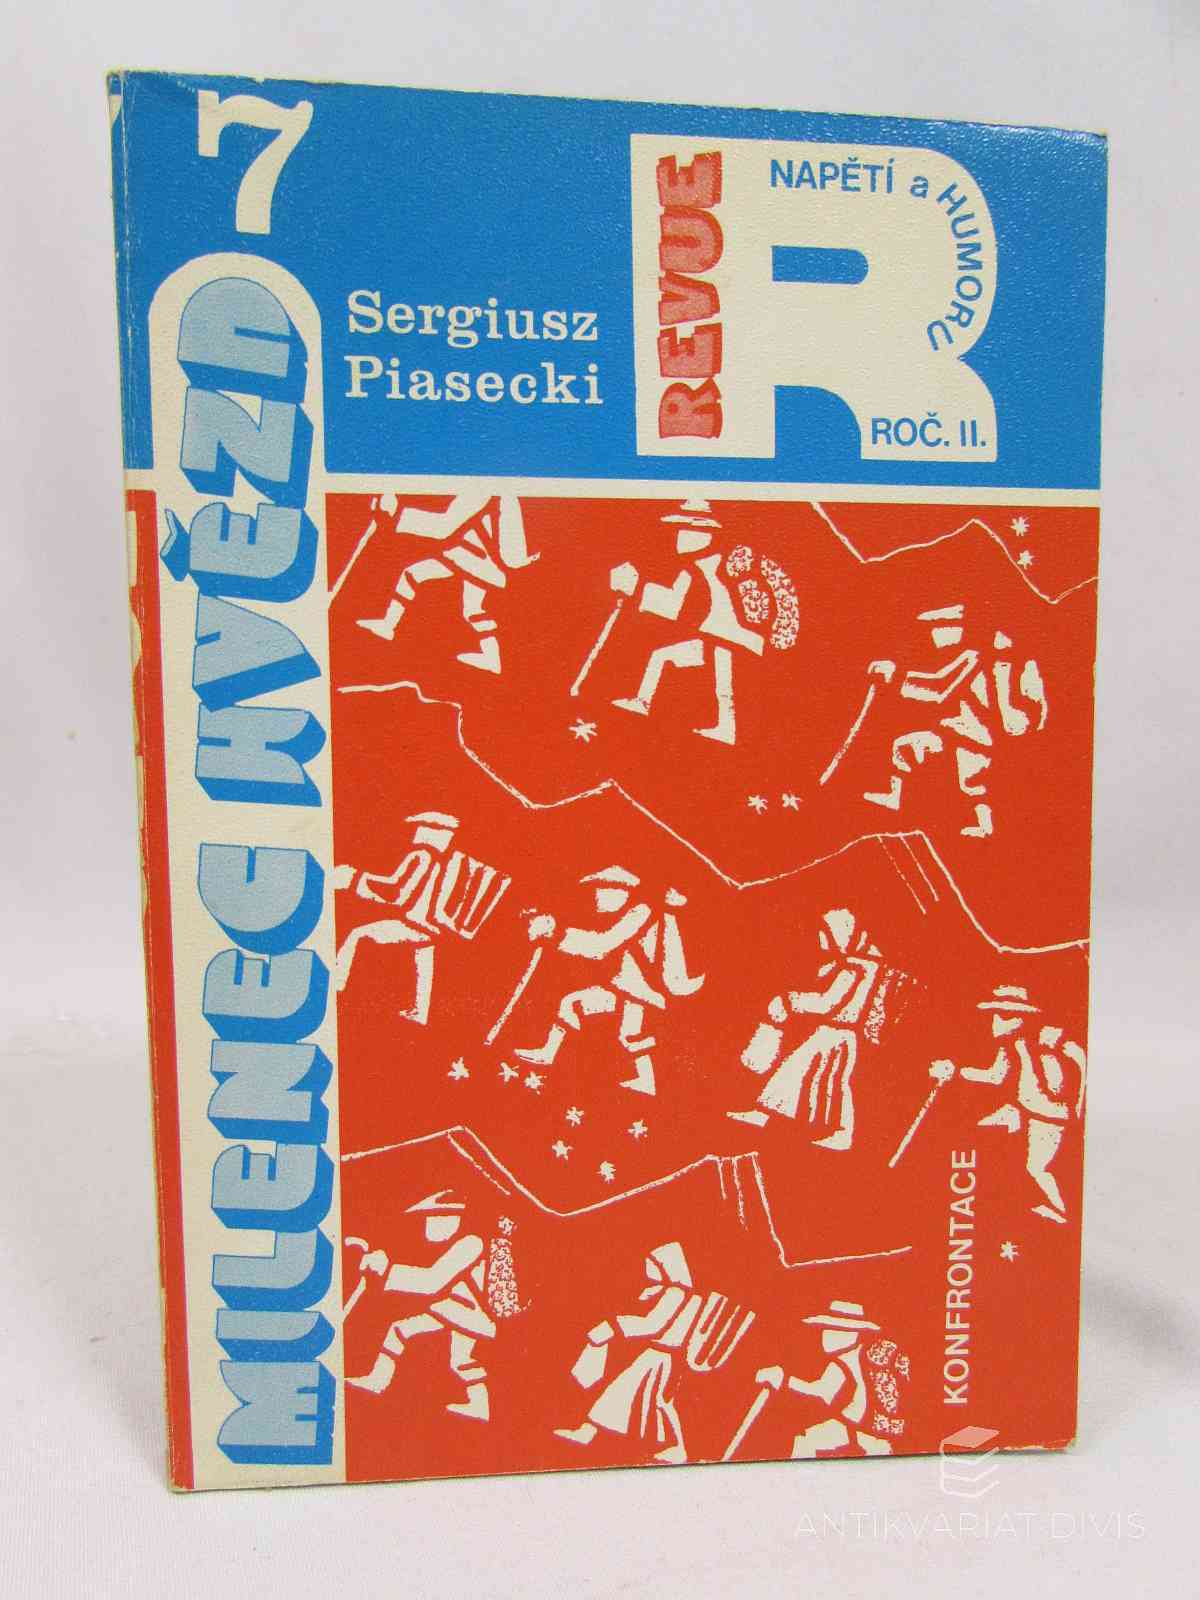 7
MILENEC HVĚZD
Sergiusz
Piasecki
REVUE
NAPĚTÍ a HUMORU
ROČ. II.
KONFRONTACE
ANTIKVARIAT DIVIS